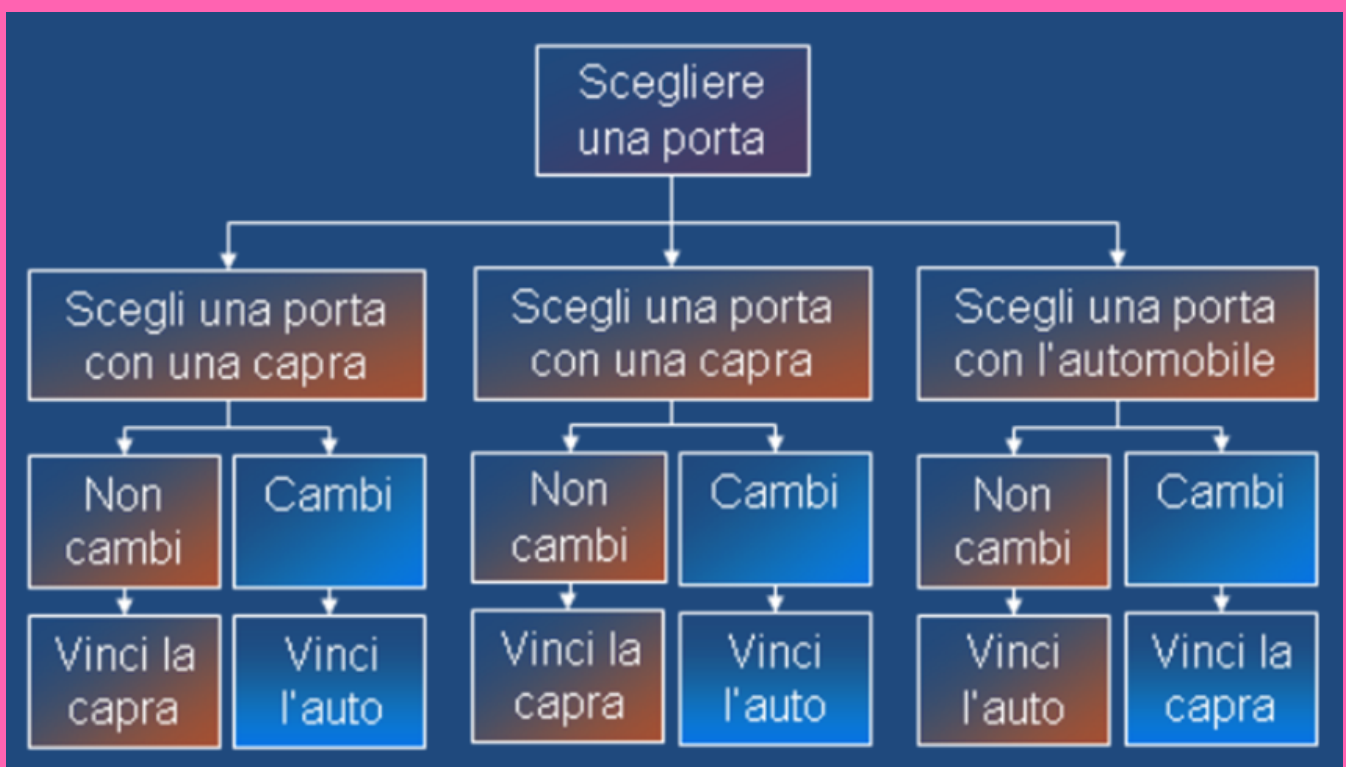 Scegliere
una porta
Scegli una porta
con una capra
Scegli una porta
con una capra
Scegli una porta
con l'automobile
Non
cambi
Cambi
Non
cambi
Cambi
Non
cambi
Cambi
Vinci la
capra
Vinci
l'auto
Vinci la
capra
Vinci
l'auto
Vinci
l'auto
Vinci la
capra